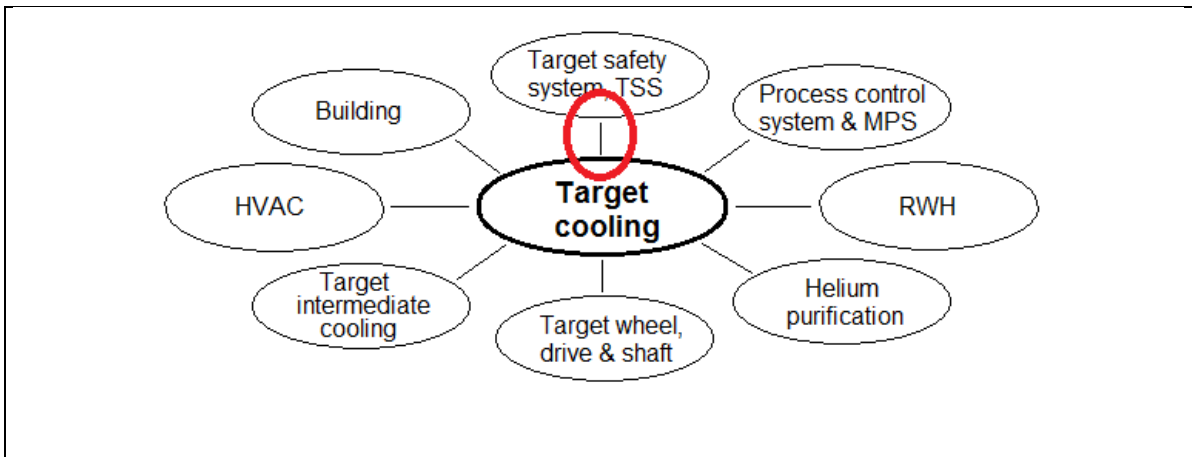 Target safety
system, TSS
Building
Process control
system & MPS
HVAC
Target
cooling
RWH
Target
intermediate
cooling
Target wheel,
drive & shaft
Helium
purification